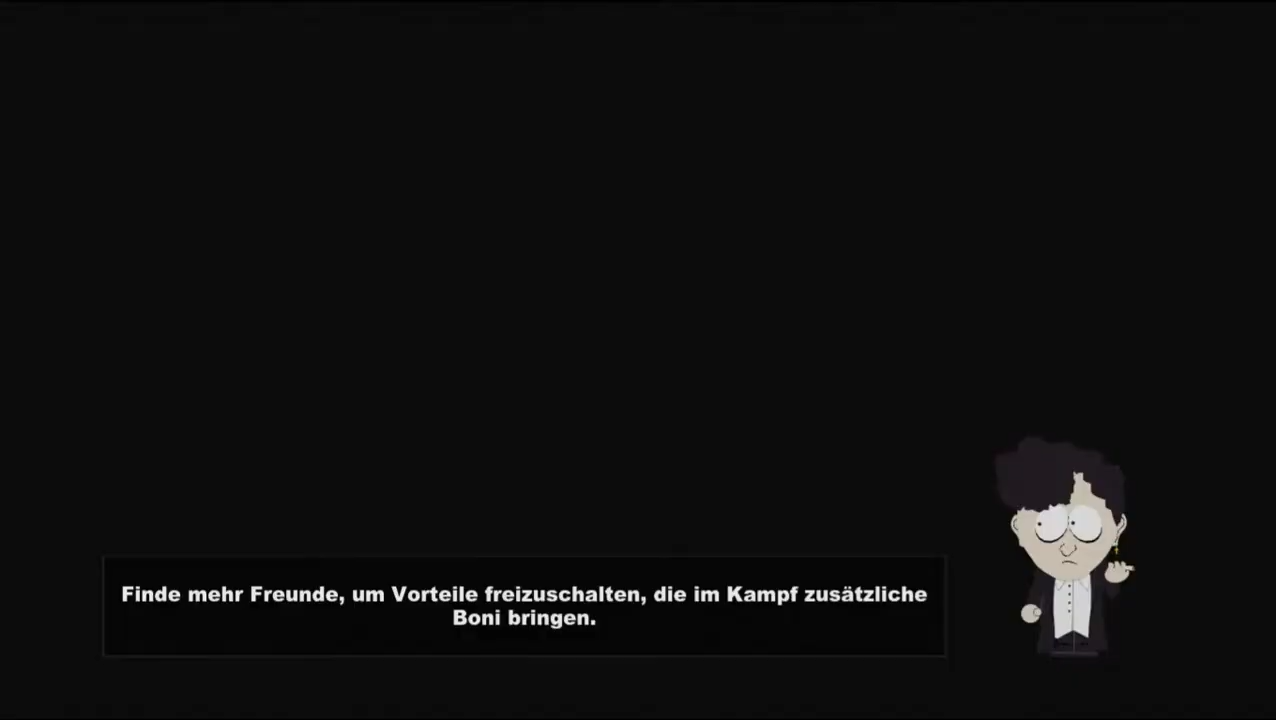 Finde mehr Freunde, um Vorteile freizuschalten, die im Kampf zusätzliche
Boni bringen.